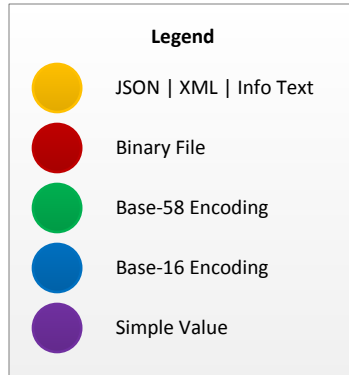 Legend
JSON | XML | Info Text
Binary File
Base-58 Encoding
Base-16 Encoding
Simple Value